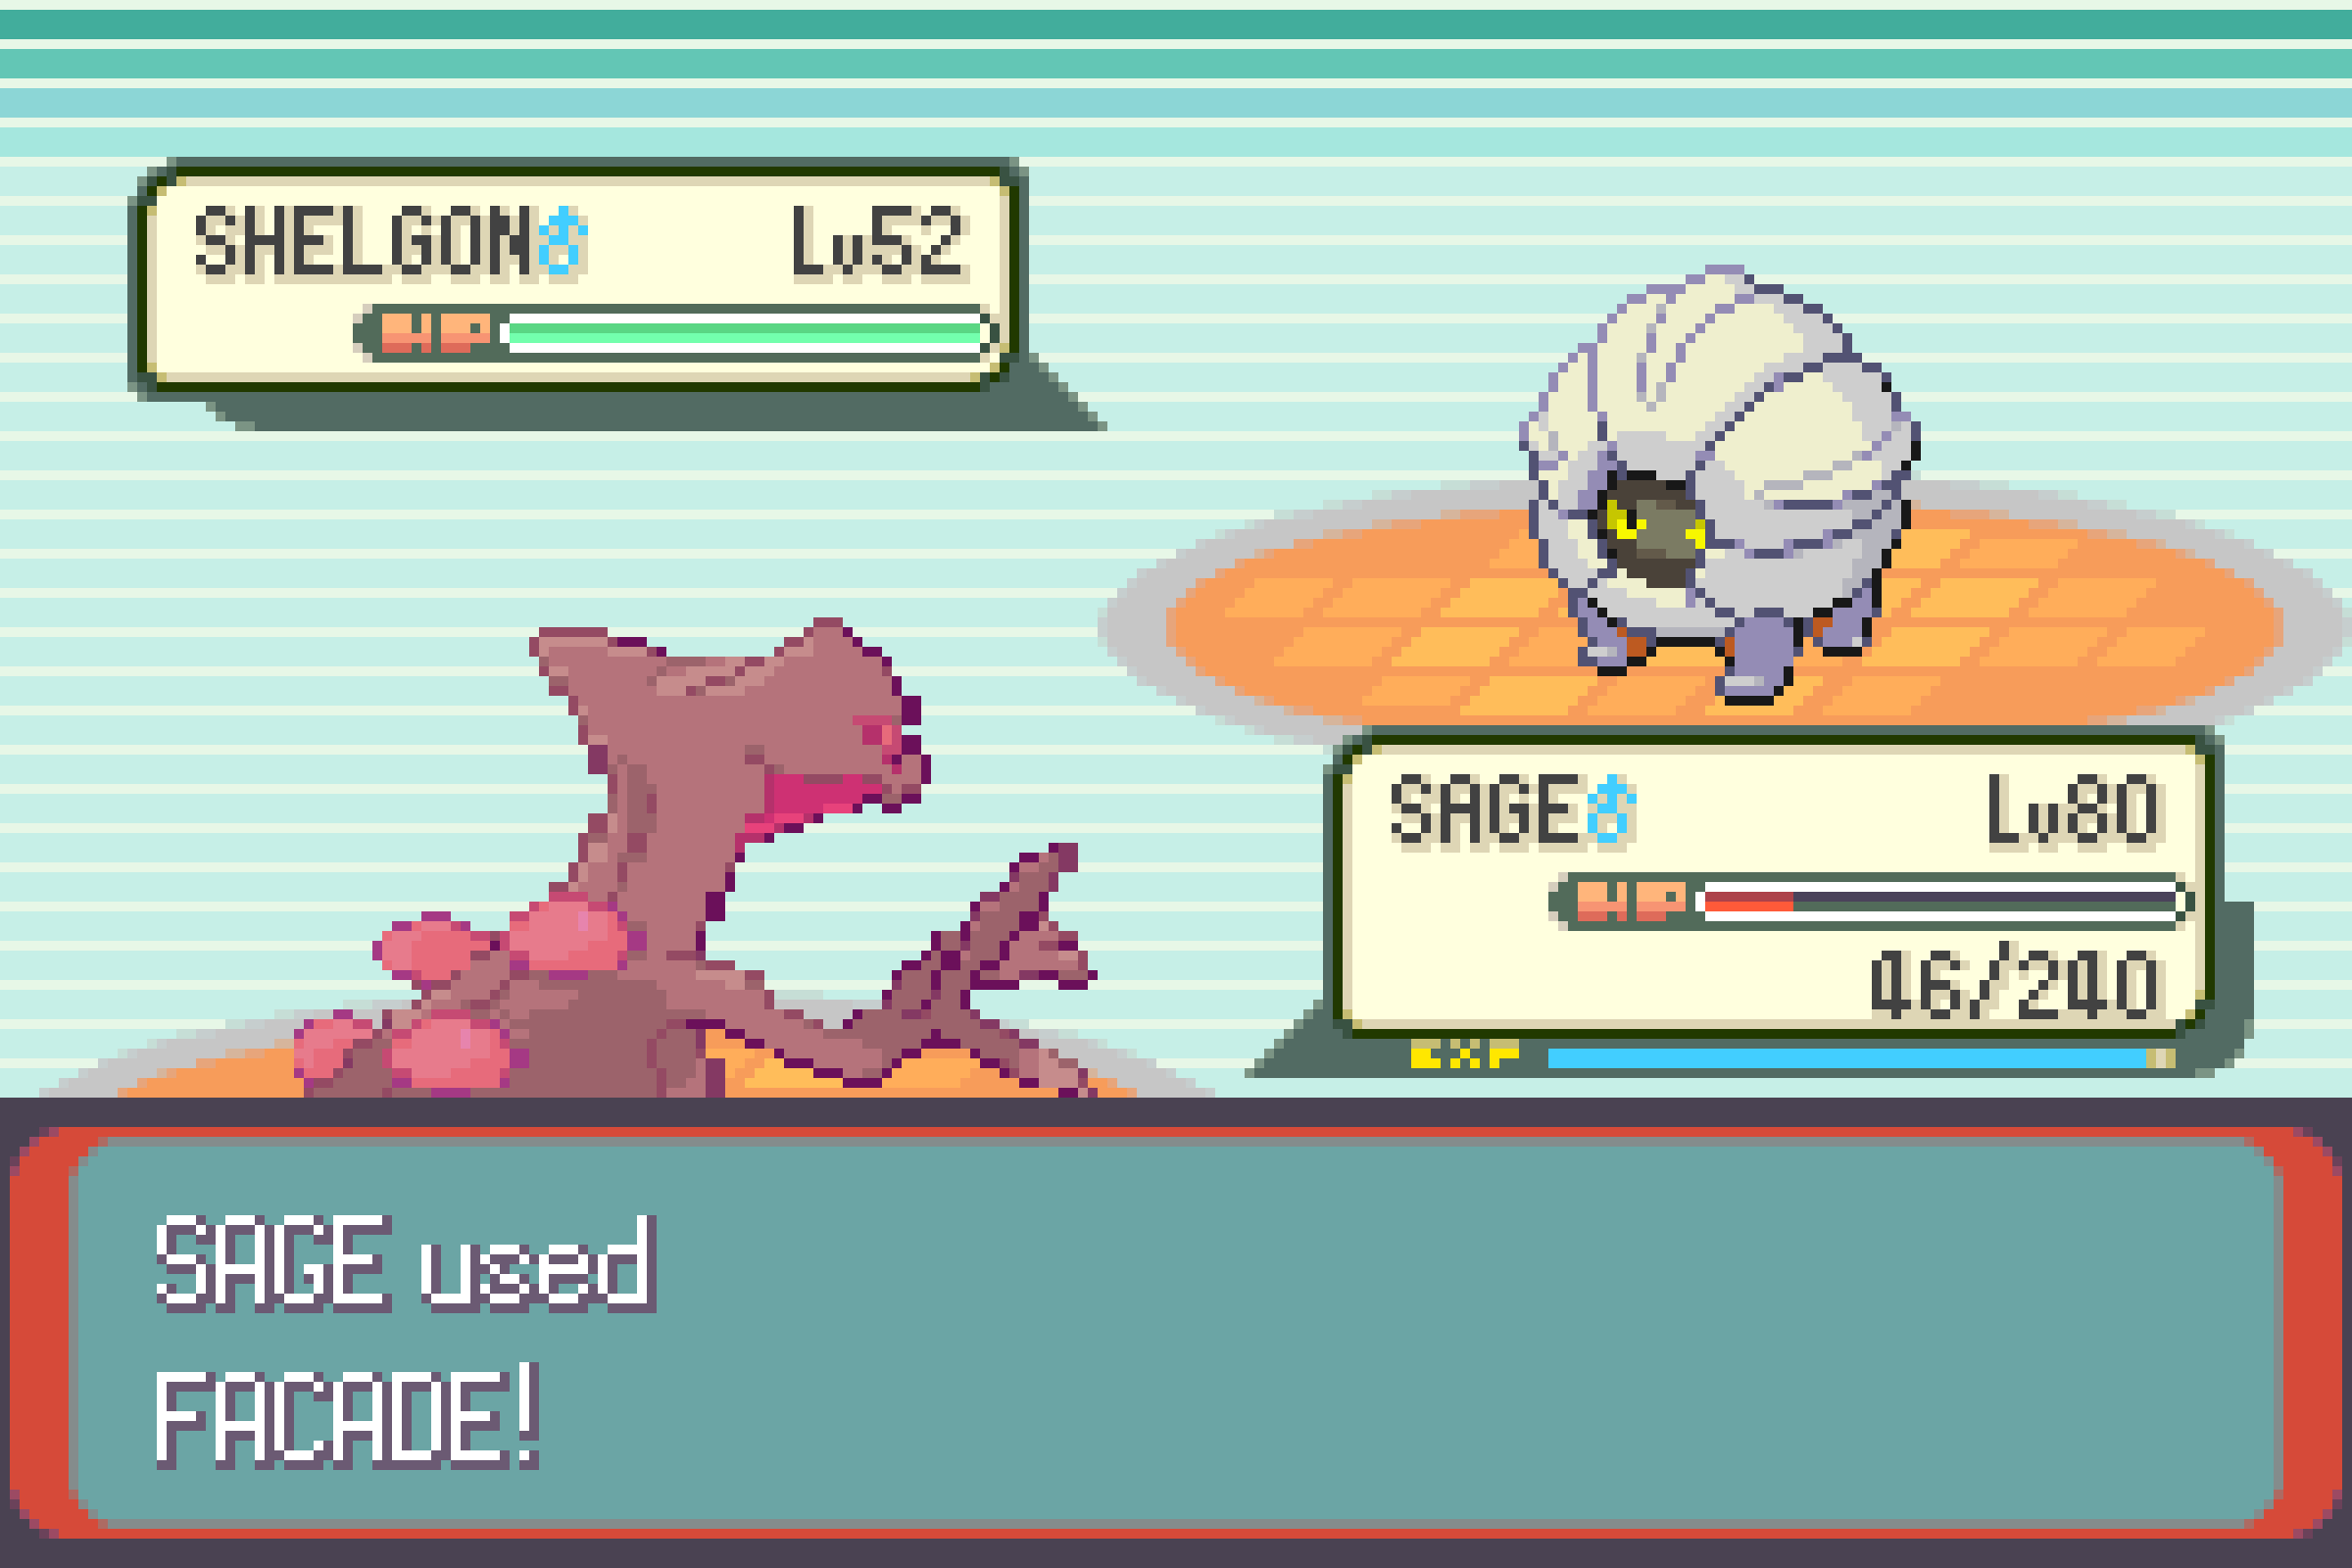 SHELGON♂ Lv52
HP
SAGE♂ Lv80
HP
46/240
EXP
SAGE used
FACADE!